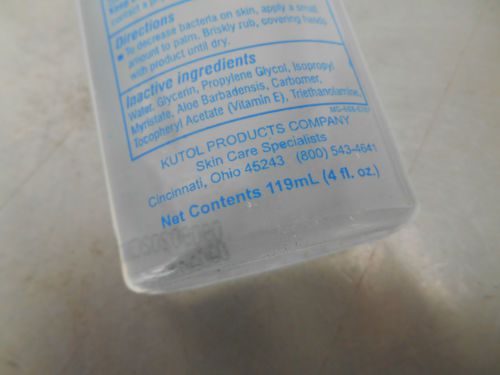 Directions
• To decrease bacteria on skin, apply a small
amount to palm. Briskly rub, covering hands
with product until dry.
Inactive ingredients
Water, Glycerin, Propylene Glycol, Isopropyl
Myristate, Aloe Barbadensis, Carbomer,
Tocopheryl Acetate (Vitamin E), Triethanolamine
KUTOL PRODUCTS COMPANY
Skin Care Specialists
Cincinnati, Ohio 45243 (800) 543-4641
Net Contents 119mL (4 fl. oz.)